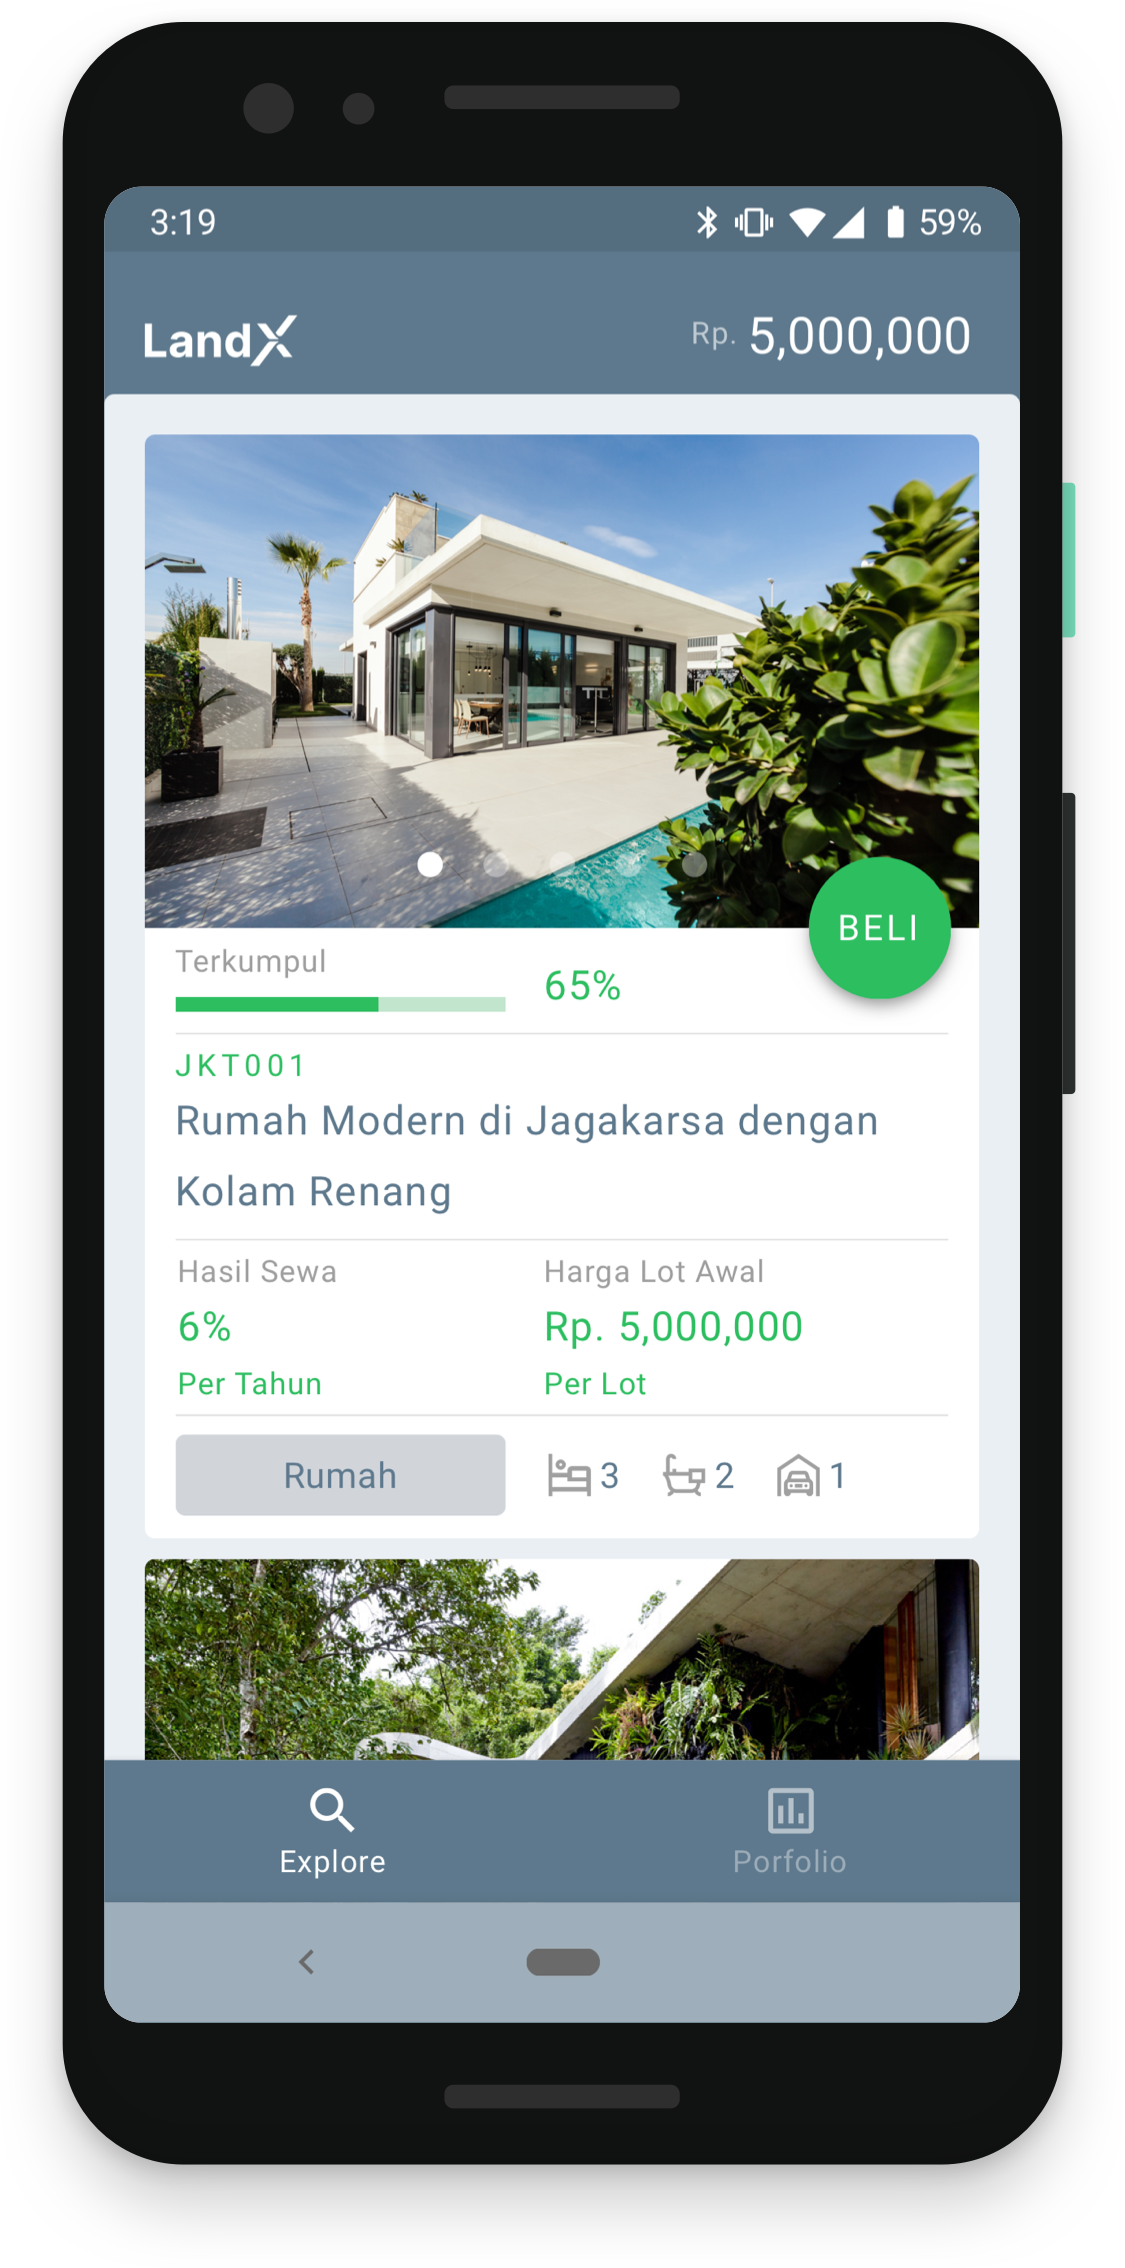 3:19
59%
LandX
Rp. 5,000,000
BELI
Terkumpul
65%
JKT001
Rumah Modern di Jagakarsa dengan
Kolam Renang
Hasil Sewa
6%
Per Tahun
Harga Lot Awal
Rp. 5,000,000
Per Lot
Rumah
3
2
1
Explore
Porfolio